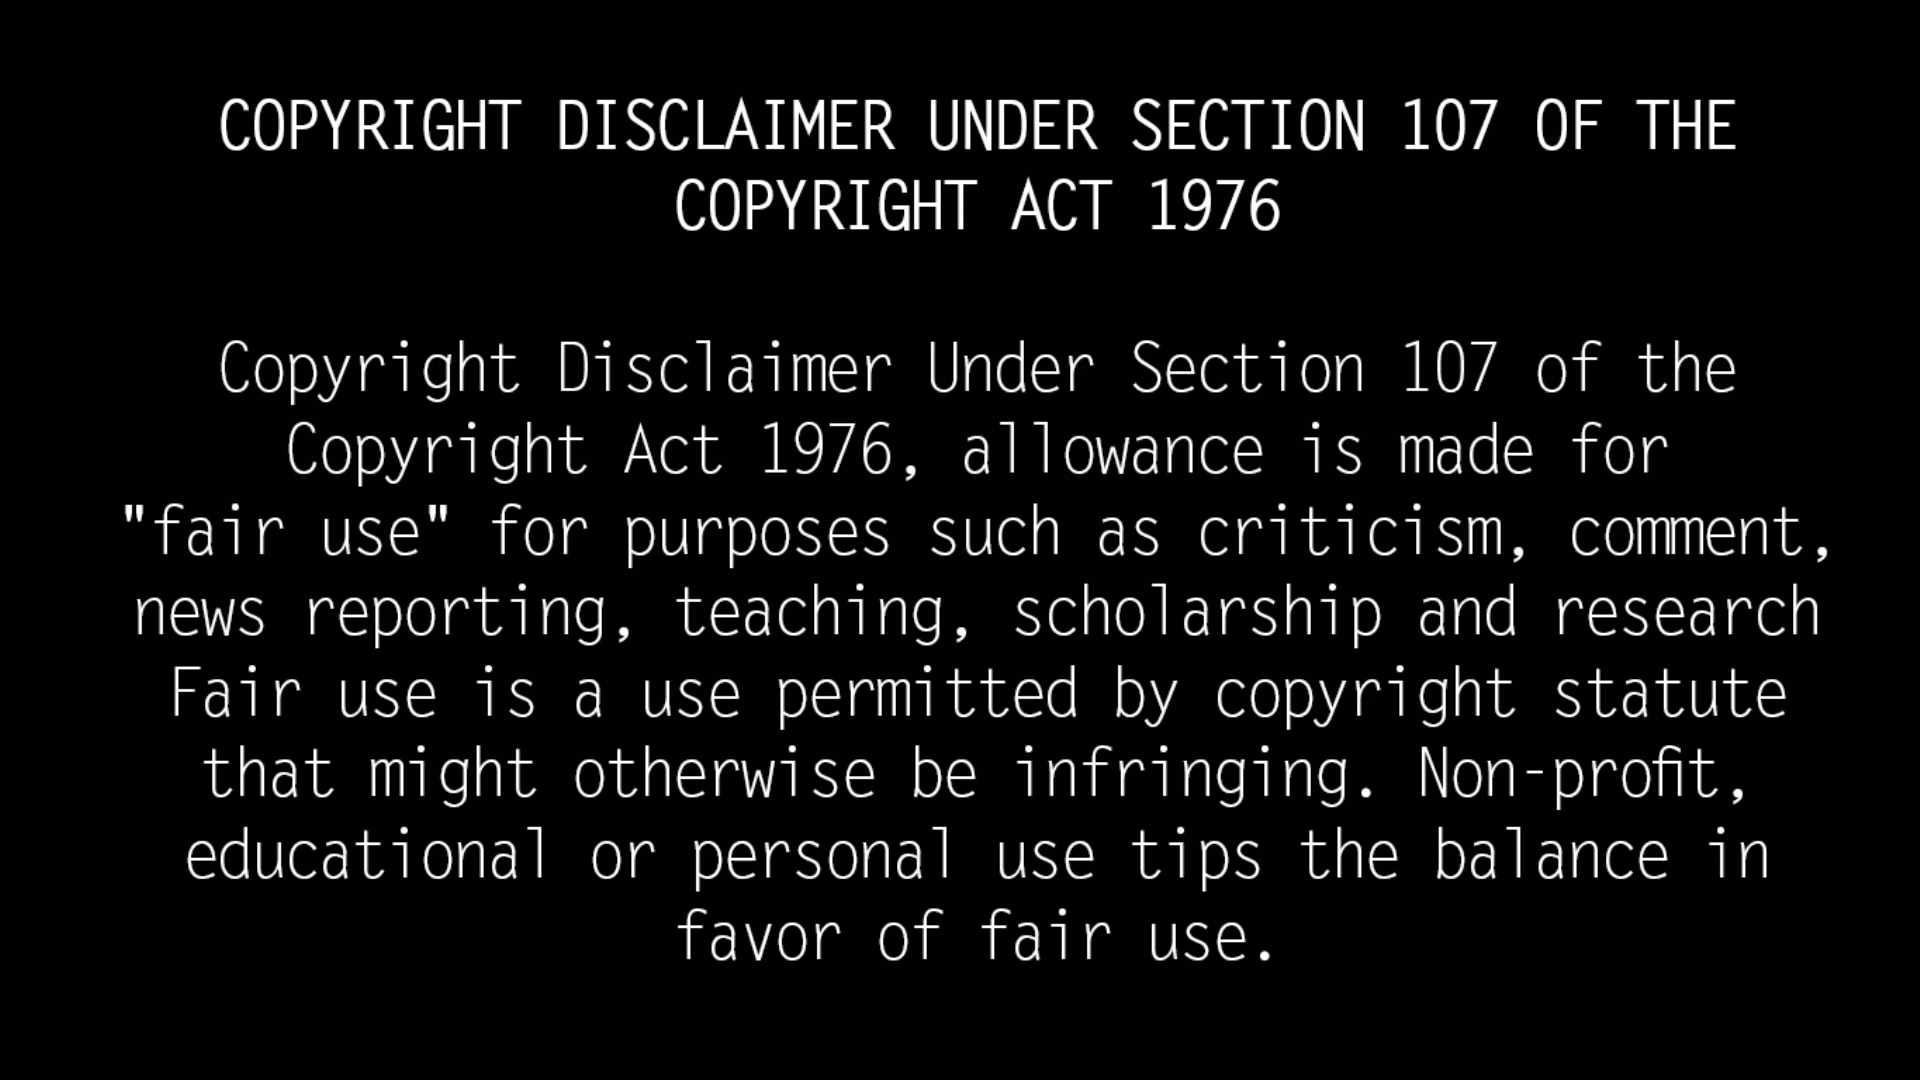 COPYRIGHT DISCLAIMER UNDER SECTION 107 OF THE
COPYRIGHT ACT 1976
Copyright Disclaimer Under Section 107 of the
Copyright Act 1976, allowance is made for
"fair use" for purposes such as criticism, comment,
news reporting, teaching, scholarship and research
Fair use is a use permitted by copyright statute
that might otherwise be infringing. Non-profit,
educational or personal use tips the balance in
favor of fair use.